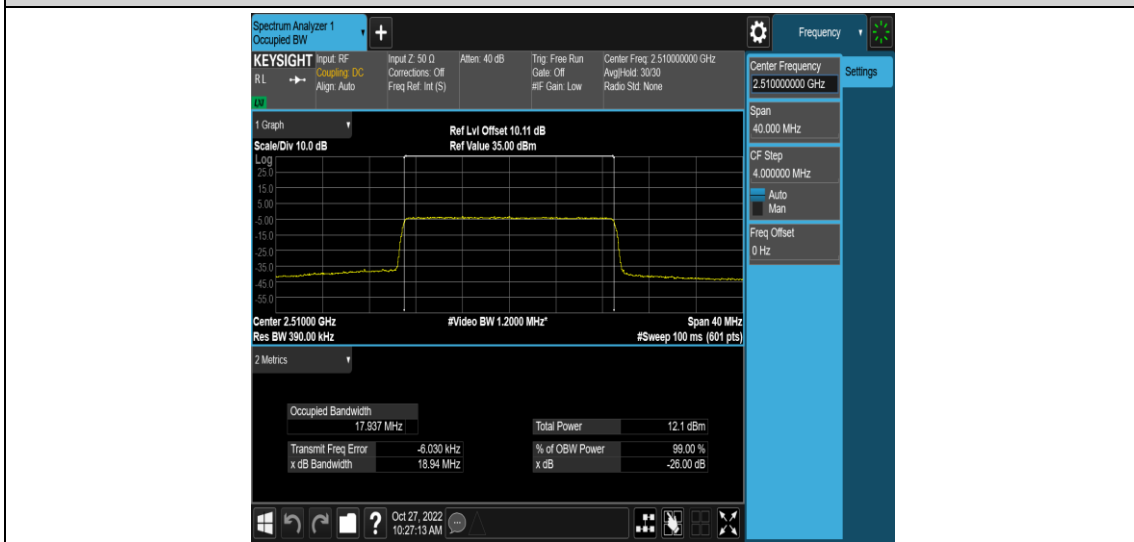 Spectrum Analyzer 1
Occupied BW
Frequency
KEYSIGHT
RL
LXI
Input: RF
Coupling: DC
Align: Auto
Input Z: 50 Ω
Corrections: Off
Freq Ref: Int (S)
Atten: 40 dB
Trig: Free Run
Gate: Off
#IF Gain: Low
Center Freq: 2.510000000 GHz
Avg|Hold: 30/30
Radio Std: None
Center Frequency
2.510000000 GHz
Settings
Span
40.000 MHz
CF Step
4.000000 MHz
Auto
Man
Freq Offset
0 Hz
1 Graph
Ref Lvl Offset 10.11 dB
Scale/Div 10.0 dB
Ref Value 35.00 dBm
Log
25.0
15.0
5.00
-5.00
-15.0
-25.0
-35.0
-45.0
-55.0
Center 2.51000 GHz
#Video BW 1.2000 MHz*
Span 40 MHz
Res BW 390.00 kHz
#Sweep 100 ms (601 pts)
2 Metrics
Occupied Bandwidth
17.937 MHz
Total Power 12.1 dBm
Transmit Freq Error -6.030 kHz
% of OBW Power 99.00 %
x dB Bandwidth 18.94 MHz
x dB -26.00 dB
?
Oct 27, 2022
10:27:13 AM